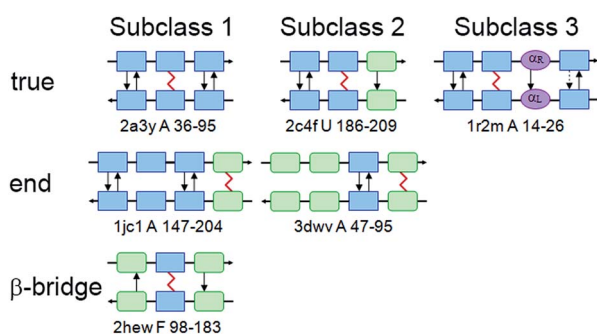 Subclass 1 Subclass 2 Subclass 3
true
αR
αL
2a3y A 36-95 2c4f U 186-209 1r2m A 14-26
end
1jc1 A 147-204 3dwv A 47-95
β-bridge
2hew F 98-183